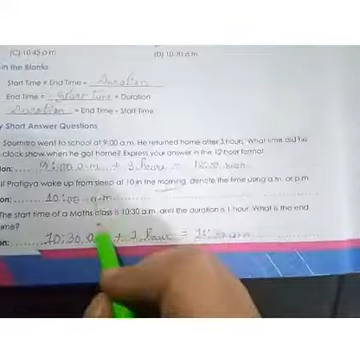 (C) 10:45 a.m. (D) 10:30 a.m.
in the Blanks
Start Time + End Time = Duration
End Time = Start time + Duration
Duration = End Time - Start Time
y Short Answer Questions
Soumitro went to school at 9:00 a.m. He returned home after 3 hours. What time did the
clock show when he got home? Express your answer in the 12 hour format.
9:00 a.m + 3 hours = 12:00 noon
If Pratigya woke up from sleep at 10 in the morning, denote the time using a.m. or p.m.
on: 10:00 a.m
The start time of a Maths class is 10:30 a.m. and the duration is 1 hour. What is the end
ime?
on: 10:30 a.m + 1 hour = 11:30 a.m